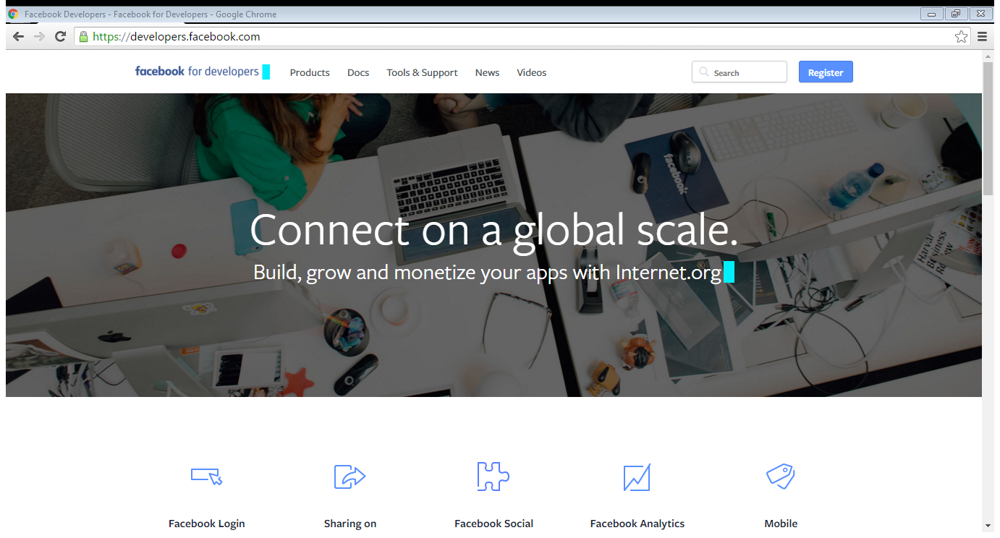 Facebook Developers - Facebook for Developers - Google Chrome
https://developers.facebook.com
facebook for developers Products Docs Tools & Support News Videos Search Register
facebook
Connect on a global scale.
Build, grow and monetize your apps with Internet.org
Harvard
Business
Review
Facebook Login Sharing on Facebook Social Facebook Analytics Mobile